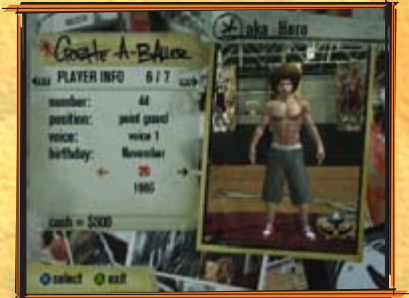 aka Hero
CREATE-A-BALLER
PLAYER INFO 6/7
number: 44
position: point guard
voice: voice 1
birthday: November
26
1985
cash = $500
select exit